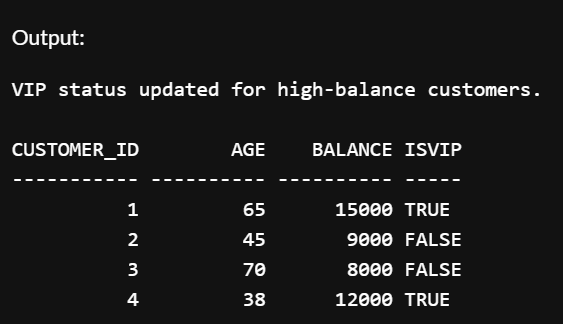 Output:
VIP status updated for high-balance customers.
CUSTOMER_ID        AGE    BALANCE ISVIP
----------- ---------- ---------- -----
          1         65      15000 TRUE
          2         45       9000 FALSE
          3         70       8000 FALSE
          4         38      12000 TRUE